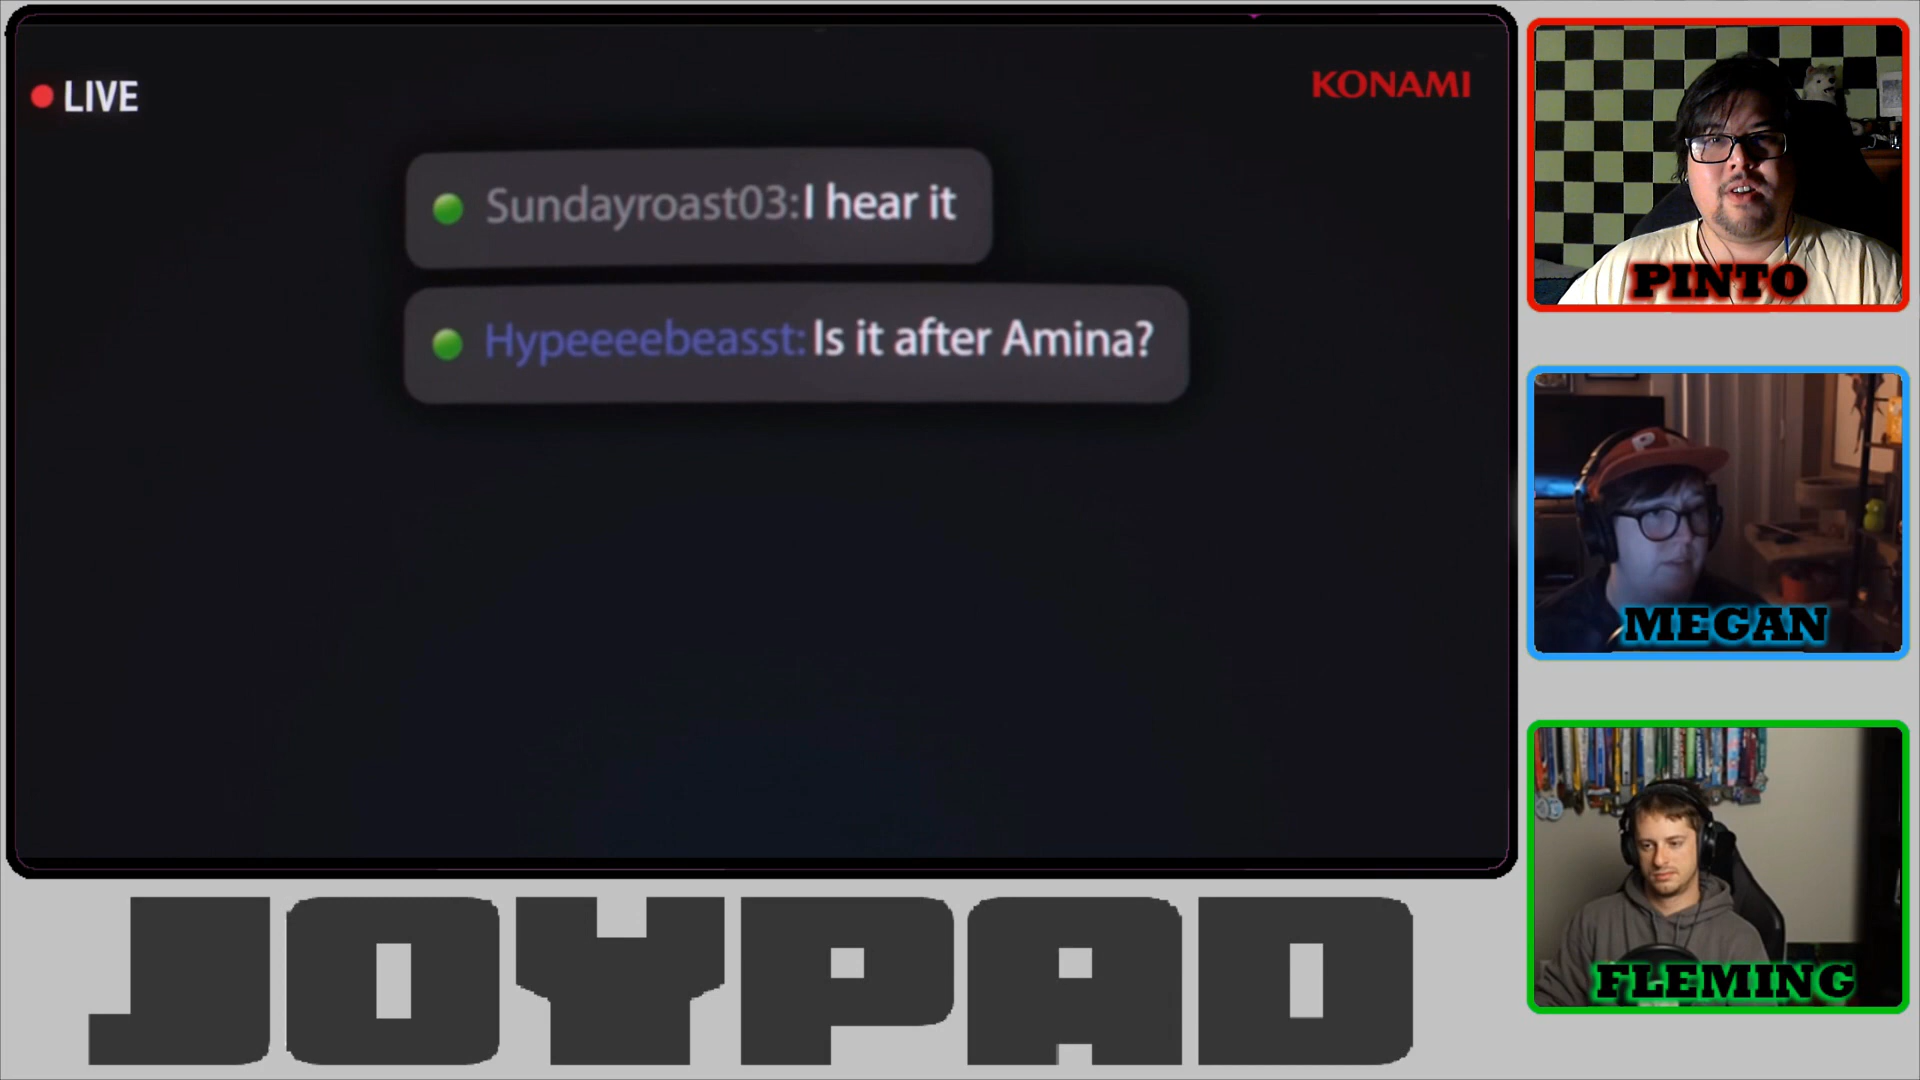 LIVE
KONAMI
Sundayroast03:I hear it
Hypeeeebeasst: Is it after Amina?
PINTO
P
MEGAN
FLEMING
JOYPAD